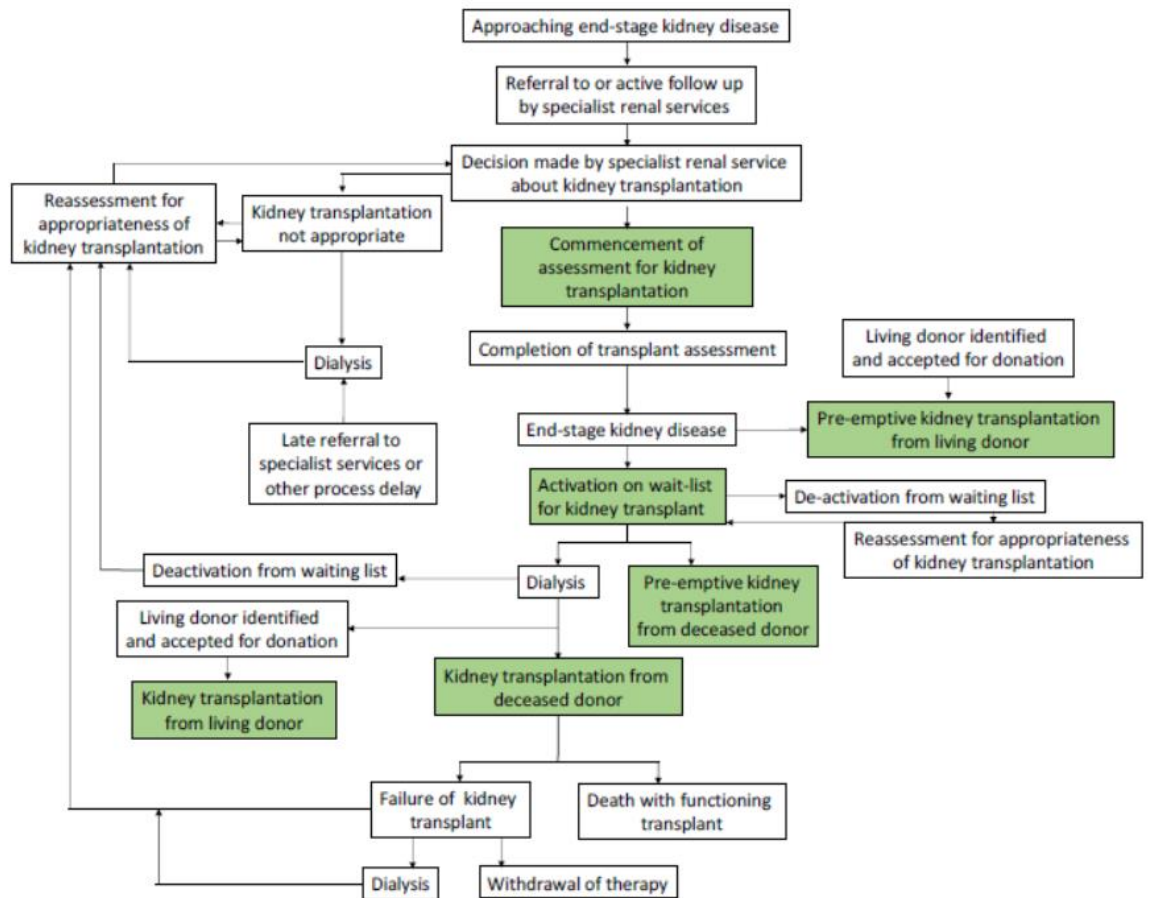 Approaching end-stage kidney disease
Referral to or active follow up
by specialist renal services
Decision made by specialist renal service
about kidney transplantation
Reassessment for
appropriateness of
kidney transplantation
Kidney transplantation
not appropriate
Commencement of
assessment for kidney
transplantation
Completion of transplant assessment
Living donor identified
and accepted for donation
Dialysis
Late referral to
specialist services or
other process delay
End-stage kidney disease
Pre-emptive kidney transplantation
from living donor
Activation on wait-list
for kidney transplant
De-activation from waiting list
Reassessment for appropriateness
of kidney transplantation
Deactivation from waiting list
Dialysis
Pre-emptive kidney
transplantation
from deceased donor
Living donor identified
and accepted for donation
Kidney transplantation
from living donor
Kidney transplantation from
deceased donor
Failure of kidney
transplant
Death with functioning
transplant
Dialysis
Withdrawal of therapy